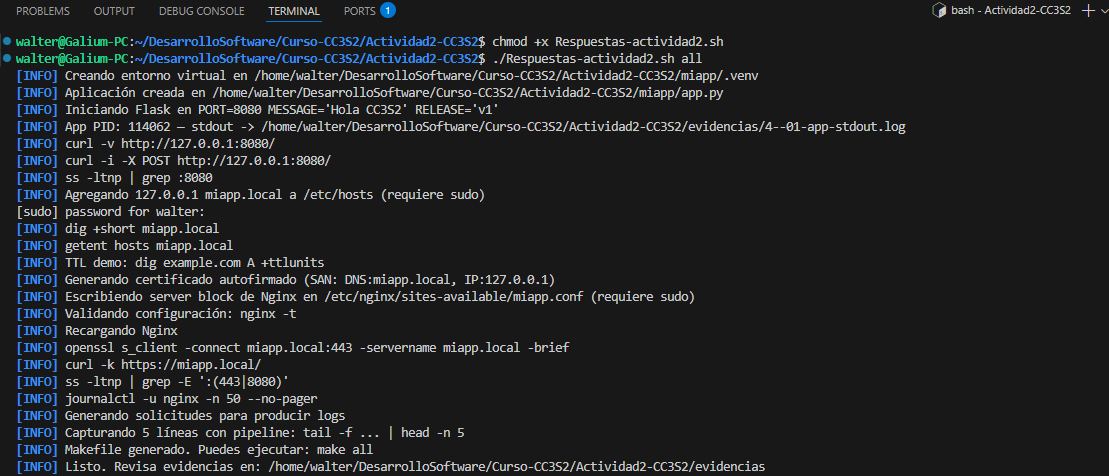 PROBLEMS OUTPUT DEBUG CONSOLE TERMINAL PORTS 1 bash - Actividad2-CC3S2
walter@Galium-PC:~/DesarrolloSoftware/Curso-CC3S2/Actividad2-CC3S2$ chmod +x Respuestas-actividad2.sh
walter@Galium-PC:~/DesarrolloSoftware/Curso-CC3S2/Actividad2-CC3S2$ ./Respuestas-actividad2.sh all
[INFO] Creando entorno virtual en /home/walter/DesarrolloSoftware/Curso-CC3S2/Actividad2-CC3S2/miapp/.venv
[INFO] Aplicación creada en /home/walter/DesarrolloSoftware/Curso-CC3S2/Actividad2-CC3S2/miapp/app.py
[INFO] Iniciando Flask en PORT=8080 MESSAGE='Hola CC3S2' RELEASE='v1'
[INFO] App PID: 114062 — stdout -> /home/walter/DesarrolloSoftware/Curso-CC3S2/Actividad2-CC3S2/evidencias/4--01-app-stdout.log
[INFO] curl -v http://127.0.0.1:8080/
[INFO] curl -i -X POST http://127.0.0.1:8080/
[INFO] ss -ltnp | grep :8080
[INFO] Agregando 127.0.0.1 miapp.local a /etc/hosts (requiere sudo)
[sudo] password for walter:
[INFO] dig +short miapp.local
[INFO] getent hosts miapp.local
[INFO] TTL demo: dig example.com A +ttlunits
[INFO] Generando certificado autofirmado (SAN: DNS:miapp.local, IP:127.0.0.1)
[INFO] Escribiendo server block de Nginx en /etc/nginx/sites-available/miapp.conf (requiere sudo)
[INFO] Validando configuración: nginx -t
[INFO] Recargando Nginx
[INFO] openssl s_client -connect miapp.local:443 -servername miapp.local -brief
[INFO] curl -k https://miapp.local/
[INFO] ss -ltnp | grep -E ':(443|8080)'
[INFO] journalctl -u nginx -n 50 --no-pager
[INFO] Generando solicitudes para producir logs
[INFO] Capturando 5 líneas con pipeline: tail -f ... | head -n 5
[INFO] Makefile generado. Puedes ejecutar: make all
[INFO] Listo. Revisa evidencias en: /home/walter/DesarrolloSoftware/Curso-CC3S2/Actividad2-CC3S2/evidencias